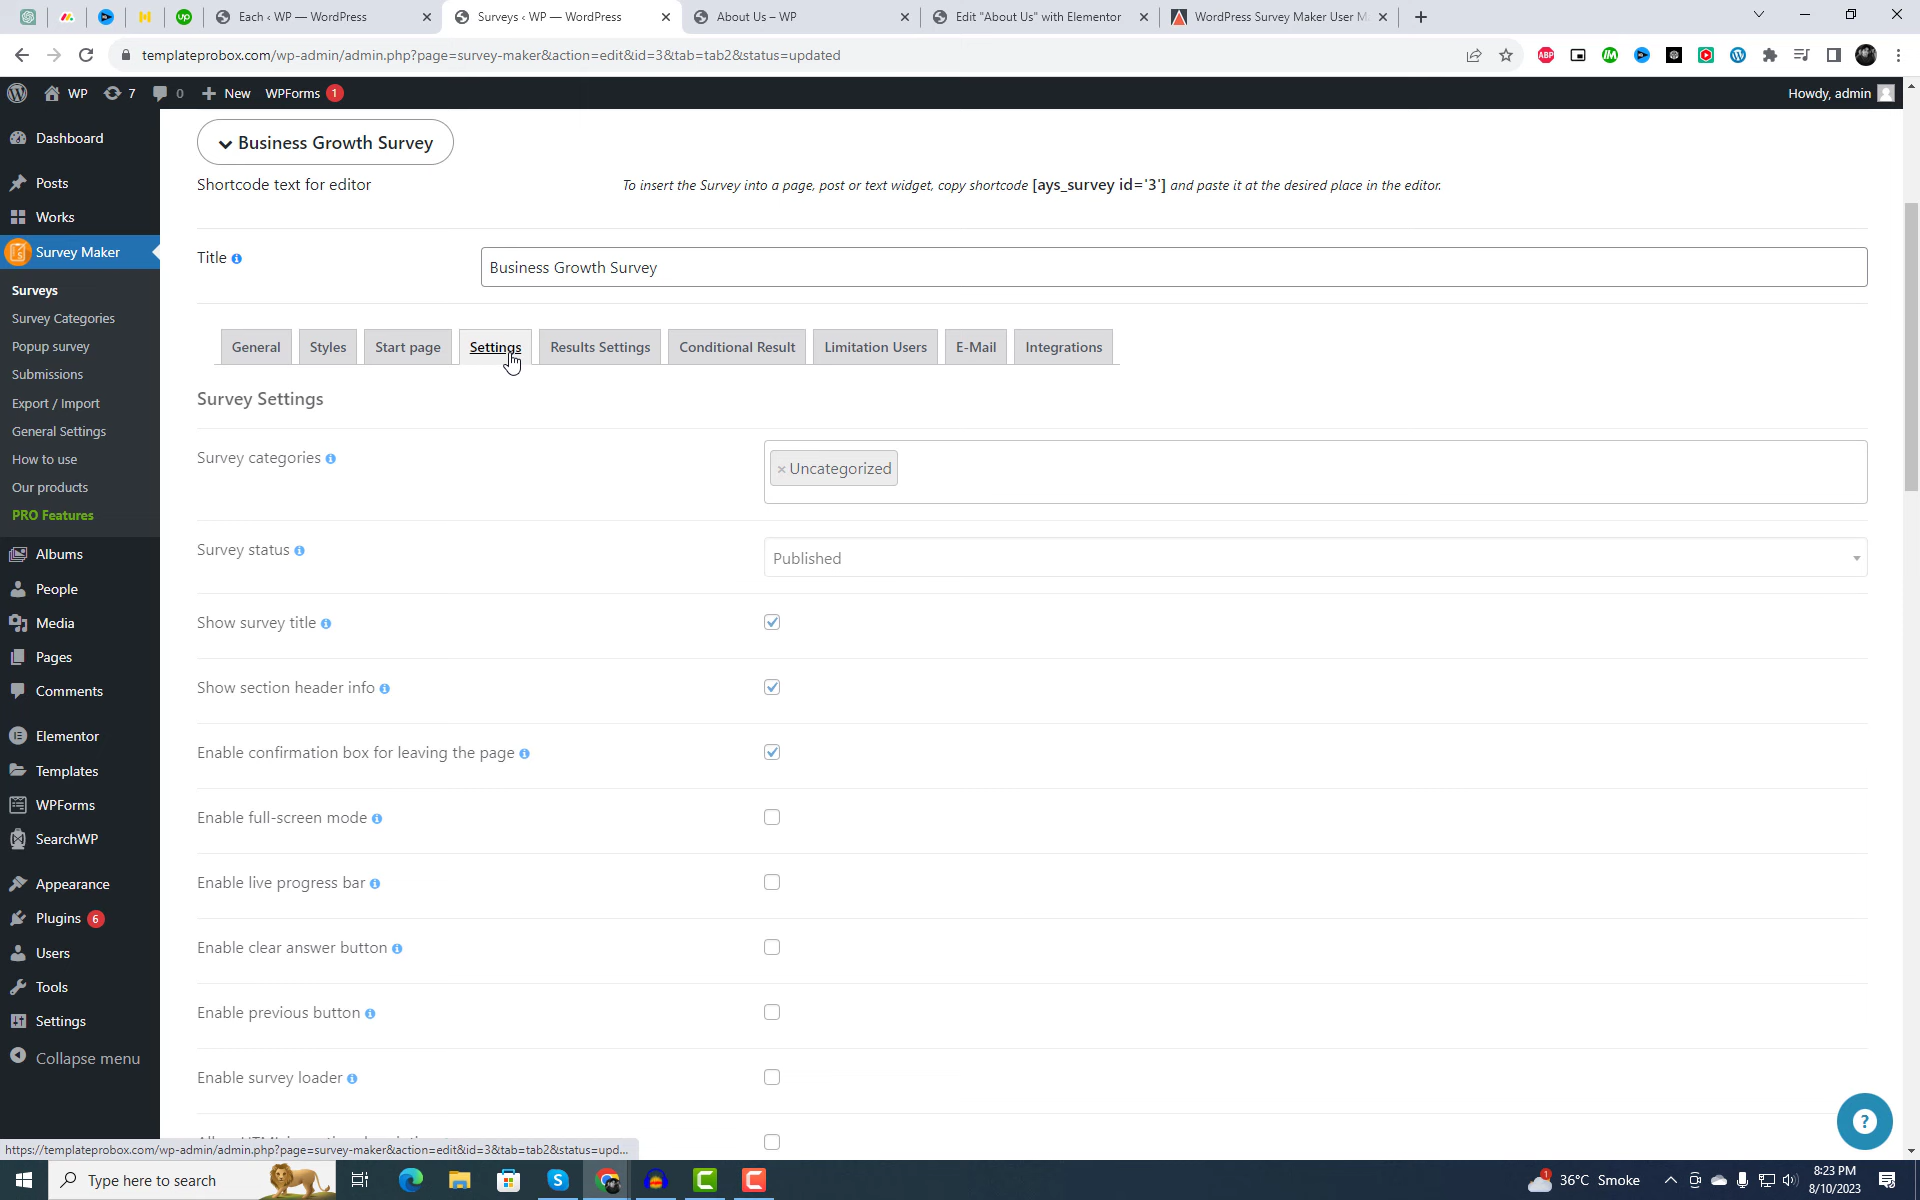 Each ‹ WP — WordPress
Surveys ‹ WP — WordPress
About Us – WP
Edit "About Us" with Elementor
WordPress Survey Maker User M
templateprobox.com/wp-admin/admin.php?page=survey-maker&action=edit&id=3&tab=tab2&status=updated
WP
7
0
New
WPForms 1
Howdy, admin
Dashboard
Posts
Works
Survey Maker
Surveys
Survey Categories
Popup survey
Submissions
Export / Import
General Settings
How to use
Our products
PRO Features
Albums
People
Media
Pages
Comments
Elementor
Templates
WPForms
SearchWP
Appearance
Plugins 6
Users
Tools
Settings
Collapse menu
Business Growth Survey
Shortcode text for editor
To insert the Survey into a page, post or text widget, copy shortcode [ays_survey id='3'] and paste it at the desired place in the editor.
Title
Business Growth Survey
General
Styles
Start page
Settings
Results Settings
Conditional Result
Limitation Users
E-Mail
Integrations
Survey Settings
Survey categories
× Uncategorized
Survey status
Published
Show survey title
Show section header info
Enable confirmation box for leaving the page
Enable full-screen mode
Enable live progress bar
Enable clear answer button
Enable previous button
Enable survey loader
https://templateprobox.com/wp-admin/admin.php?page=survey-maker&action=edit&id=3&tab=tab2&status=upd...
Type here to search
36°C Smoke
8:23 PM
8/10/2023